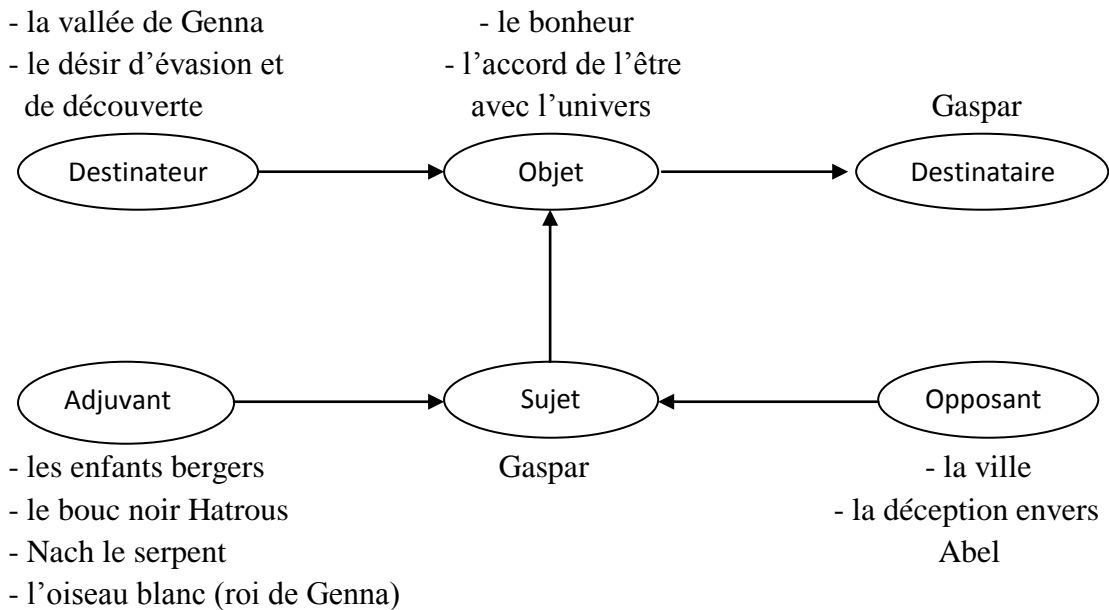 - la vallée de Genna
- le désir d’évasion et
de découverte
- le bonheur
- l’accord de l’être
avec l’univers
Gaspar
Destinateur
Objet
Destinataire
Adjuvant
Sujet
Opposant
- les enfants bergers
- le bouc noir Hatrous
- Nach le serpent
- l’oiseau blanc (roi de Genna)
Gaspar
- la ville
- la déception envers
Abel